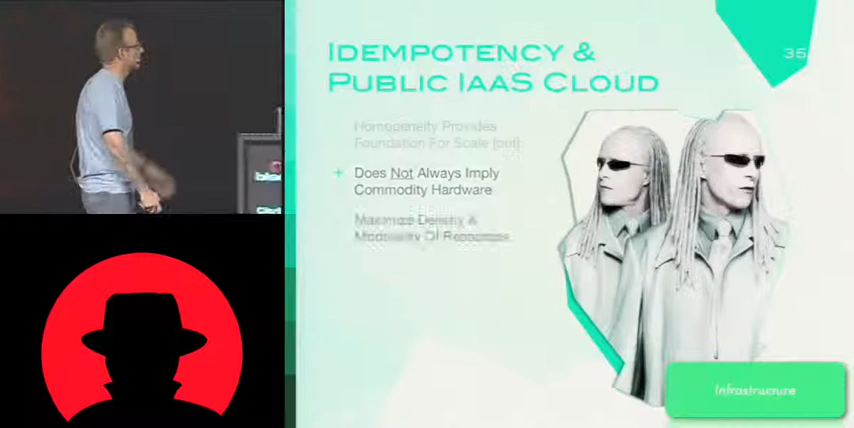 IDEMPOTENCY &
PUBLIC IAAS CLOUD
35
Homogeneity Provides
Foundation For Scale [out]
+ Does Not Always Imply
Commodity Hardware
Maximize Density &
Modularity Of Resources
Infrastructure